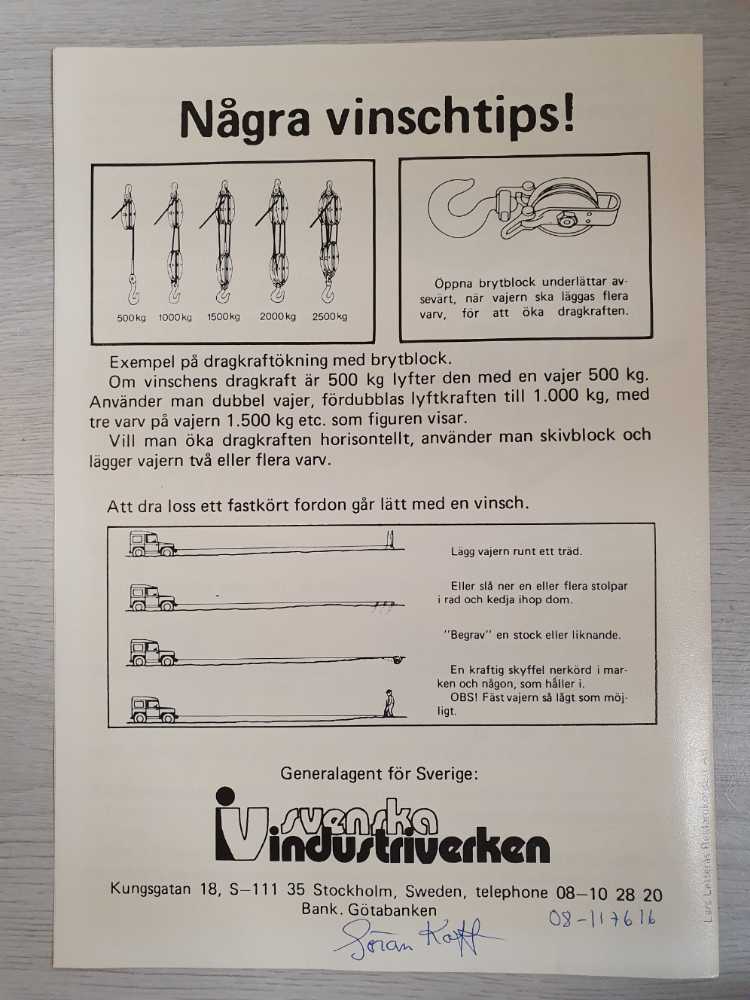 Några vinschtips!
500kg 1000kg 1500kg 2000kg 2500kg
Öppna brytblock underlättar av-
sevärt, när vajern ska läggas flera
varv, för att öka dragkraften.
Exempel på dragkraftökning med brytblock.
Om vinschens dragkraft är 500 kg lyfter den med en vajer 500 kg.
Använder man dubbel vajer, fördubblas lyftkraften till 1.000 kg, med
tre varv på vajern 1.500 kg etc. som figuren visar.
Vill man öka dragkraften horisontellt, använder man skivblock och
lägger vajern två eller flera varv.
Att dra loss ett fastkört fordon går lätt med en vinsch.
Lägg vajern runt ett träd.
Eller slå ner en eller flera stolpar
i rad och kedja ihop dom.
"Begrav" en stock eller liknande.
En kraftig skyffel nerkörd i mar-
ken och någon, som håller i.
OBS! Fäst vajern så lågt som möj-
ligt.
Generalagent för Sverige:
iv svenska
industriverken
Kungsgatan 18, S–111 35 Stockholm, Sweden, telephone 08–10 28 20
Bank. Götabanken
08-117616
Göran